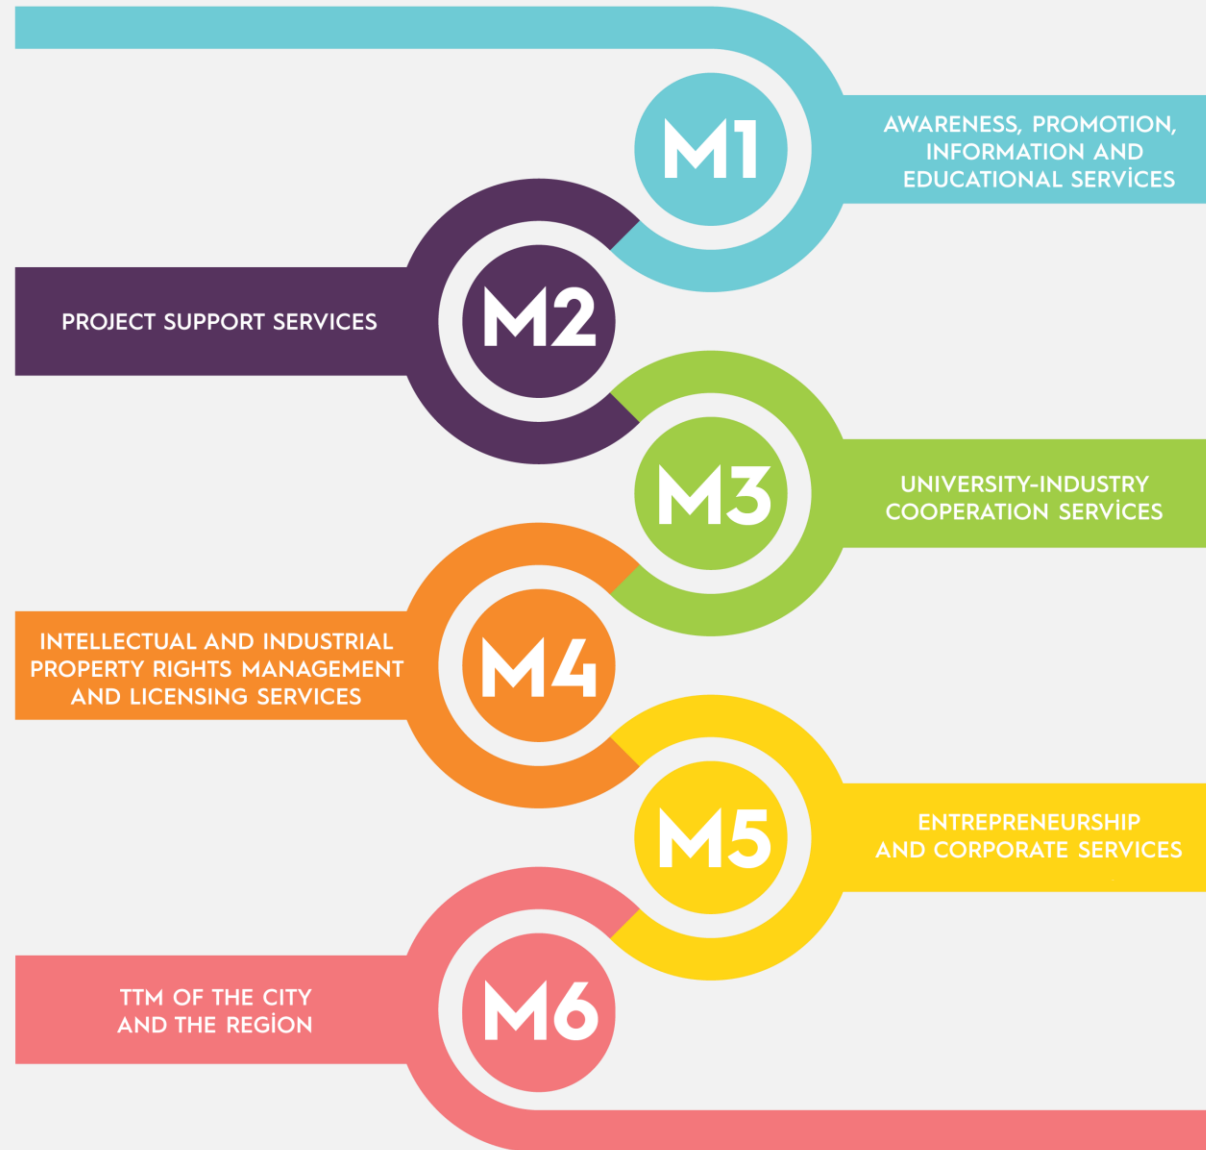 M1
AWARENESS, PROMOTION,
INFORMATION AND
EDUCATIONAL SERVİCES
M2
PROJECT SUPPORT SERVICES
M3
UNIVERSITY-INDUSTRY
COOPERATION SERVİCES
M4
INTELLECTUAL AND INDUSTRIAL
PROPERTY RIGHTS MANAGEMENT
AND LICENSING SERVICES
M5
ENTREPRENEURSHIP
AND CORPORATE SERVICES
M6
TTM OF THE CITY
AND THE REGİON